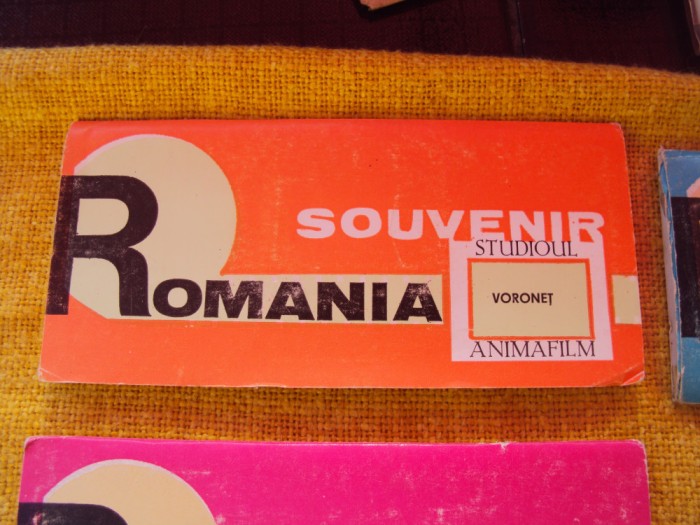 SOUVENIR
ROMANIA
STUDIOUL
VORONEȚ
ANIMAFILM
R